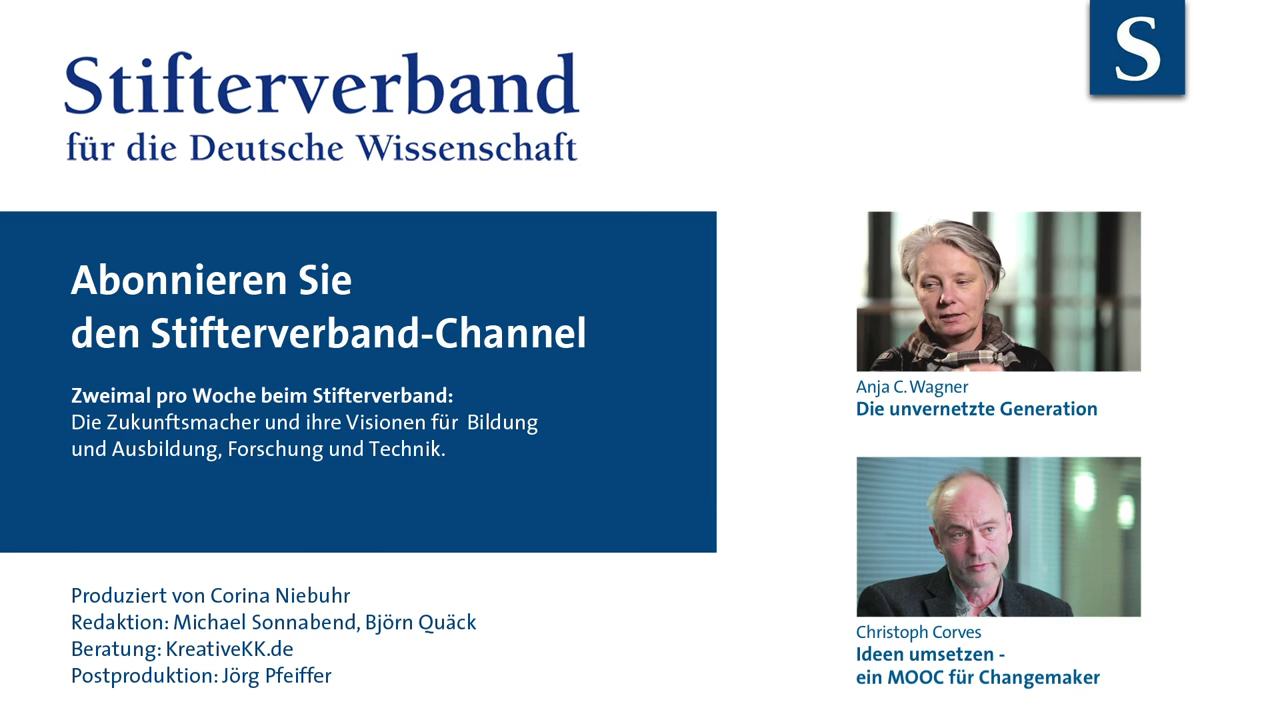 Stifterverband
für die Deutsche Wissenschaft
S
Abonnieren Sie
den Stifterverband-Channel
Zweimal pro Woche beim Stifterverband:
Die Zukunftsmacher und ihre Visionen für Bildung
und Ausbildung, Forschung und Technik.
Produziert von Corina Niebuhr
Redaktion: Michael Sonnabend, Björn Quäck
Beratung: KreativeKK.de
Postproduktion: Jörg Pfeiffer
Anja C. Wagner
Die unvernetzte Generation
Christoph Corves
Ideen umsetzen -
ein MOOC für Changemaker